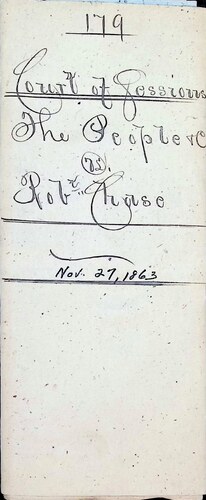 179
Court of Sessions
The People &c
vs.
Robt Chase
Nov. 27, 1863